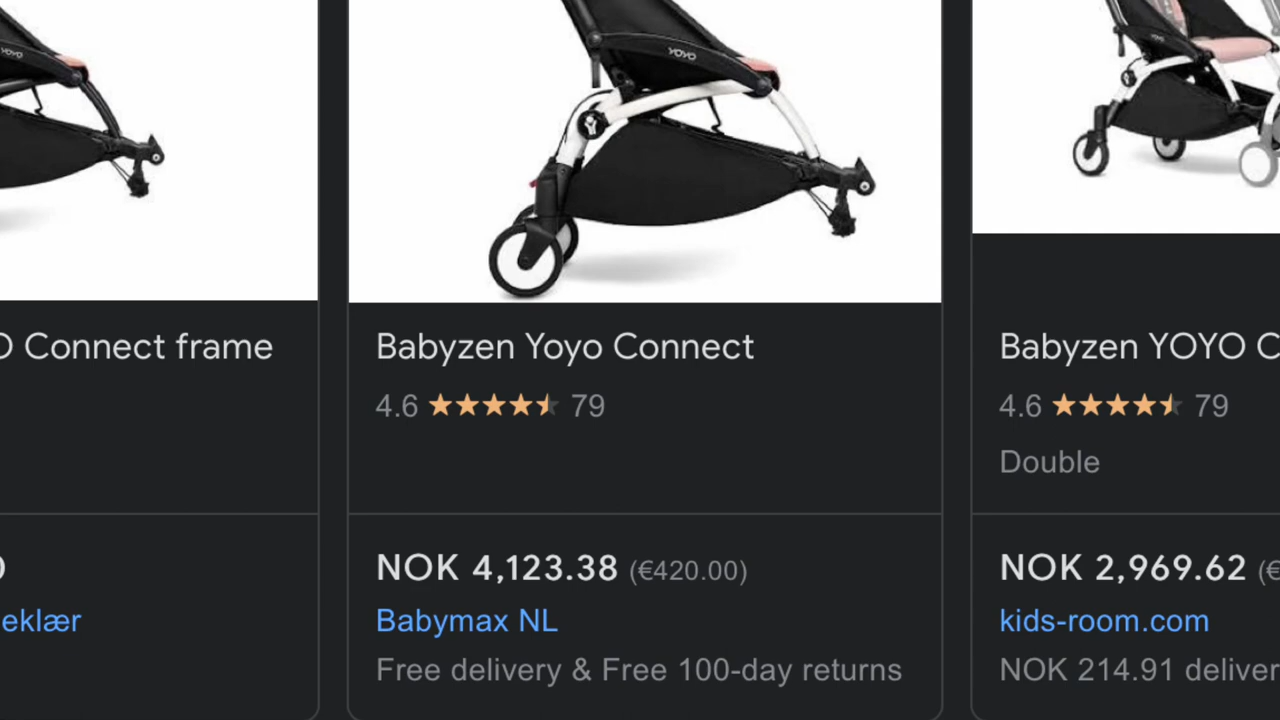 YOYO
YOYO
Connect frame
eklær
Babyzen Yoyo Connect
4.6 79
NOK 4,123.38 (€420.00)
Babymax NL
Free delivery & Free 100-day returns
Babyzen YOYO
4.6 79
Double
NOK 2,969.62 (€
kids-room.com
NOK 214.91 deliver